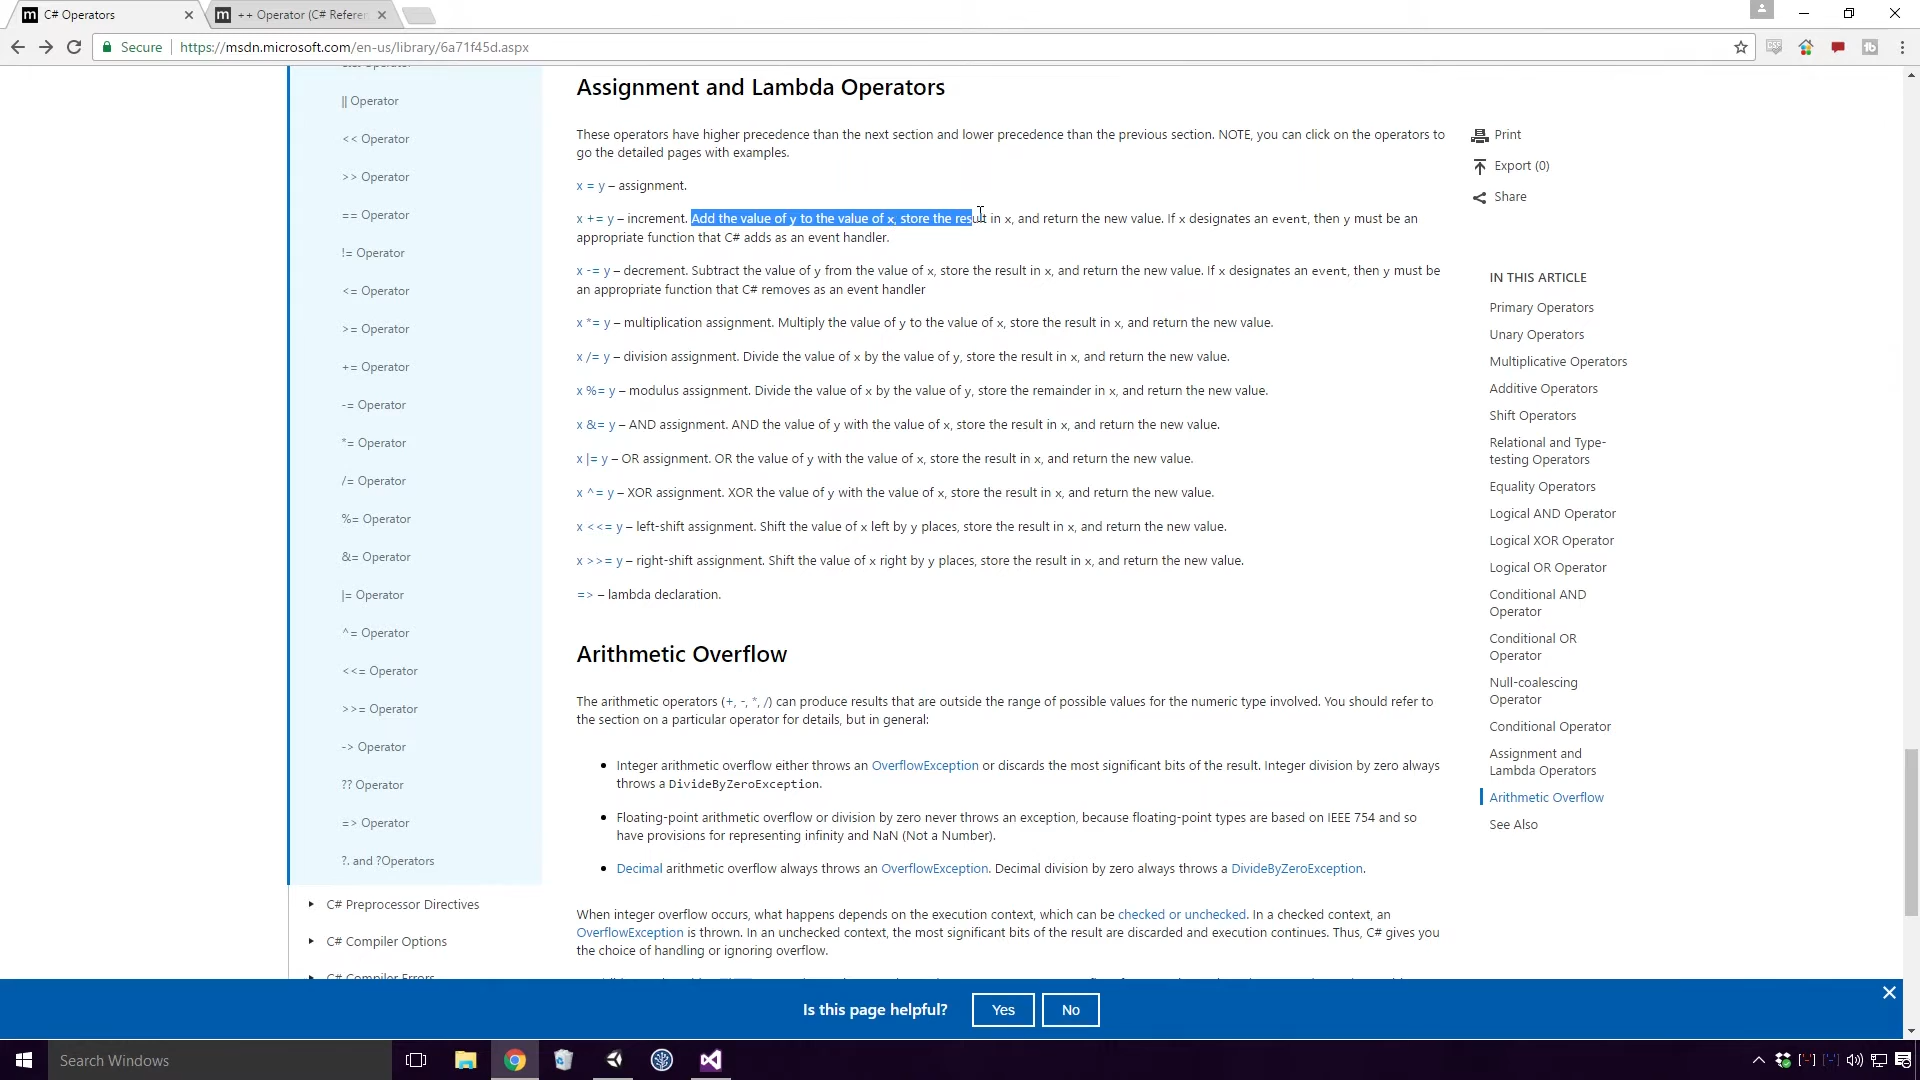 C# Operators
++ Operator (C# Referen
Secure
https://msdn.microsoft.com/en-us/library/6a71f45d.aspx
|| Operator
<< Operator
>> Operator
== Operator
!= Operator
<= Operator
>= Operator
+= Operator
-= Operator
*= Operator
/= Operator
%= Operator
&= Operator
|= Operator
^= Operator
<<= Operator
>>= Operator
-> Operator
?? Operator
=> Operator
?. and ?Operators
C# Preprocessor Directives
C# Compiler Options
C# Compiler Errors
Assignment and Lambda Operators
These operators have higher precedence than the next section and lower precedence than the previous section. NOTE, you can click on the operators to
go the detailed pages with examples.
x = y – assignment.
x += y – increment. Add the value of y to the value of x, store the result in x, and return the new value. If x designates an event, then y must be an
appropriate function that C# adds as an event handler.
x -= y – decrement. Subtract the value of y from the value of x, store the result in x, and return the new value. If x designates an event, then y must be
an appropriate function that C# removes as an event handler
x *= y – multiplication assignment. Multiply the value of y to the value of x, store the result in x, and return the new value.
x /= y – division assignment. Divide the value of x by the value of y, store the result in x, and return the new value.
x %= y – modulus assignment. Divide the value of x by the value of y, store the remainder in x, and return the new value.
x &= y – AND assignment. AND the value of y with the value of x, store the result in x, and return the new value.
x |= y – OR assignment. OR the value of y with the value of x, store the result in x, and return the new value.
x ^= y – XOR assignment. XOR the value of y with the value of x, store the result in x, and return the new value.
x <<= y – left-shift assignment. Shift the value of x left by y places, store the result in x, and return the new value.
x >>= y – right-shift assignment. Shift the value of x right by y places, store the result in x, and return the new value.
=> – lambda declaration.
Arithmetic Overflow
The arithmetic operators (+, -, *, /) can produce results that are outside the range of possible values for the numeric type involved. You should refer to
the section on a particular operator for details, but in general:
Integer arithmetic overflow either throws an OverflowException or discards the most significant bits of the result. Integer division by zero always
throws a DivideByZeroException.
Floating-point arithmetic overflow or division by zero never throws an exception, because floating-point types are based on IEEE 754 and so
have provisions for representing infinity and NaN (Not a Number).
Decimal arithmetic overflow always throws an OverflowException. Decimal division by zero always throws a DivideByZeroException.
When integer overflow occurs, what happens depends on the execution context, which can be checked or unchecked. In a checked context, an
OverflowException is thrown. In an unchecked context, the most significant bits of the result are discarded and execution continues. Thus, C# gives you
the choice of handling or ignoring overflow.
Print
Export (0)
Share
IN THIS ARTICLE
Primary Operators
Unary Operators
Multiplicative Operators
Additive Operators
Shift Operators
Relational and Type-
testing Operators
Equality Operators
Logical AND Operator
Logical XOR Operator
Logical OR Operator
Conditional AND
Operator
Conditional OR
Operator
Null-coalescing
Operator
Conditional Operator
Assignment and
Lambda Operators
Arithmetic Overflow
See Also
Is this page helpful?
Yes
No
Search Windows